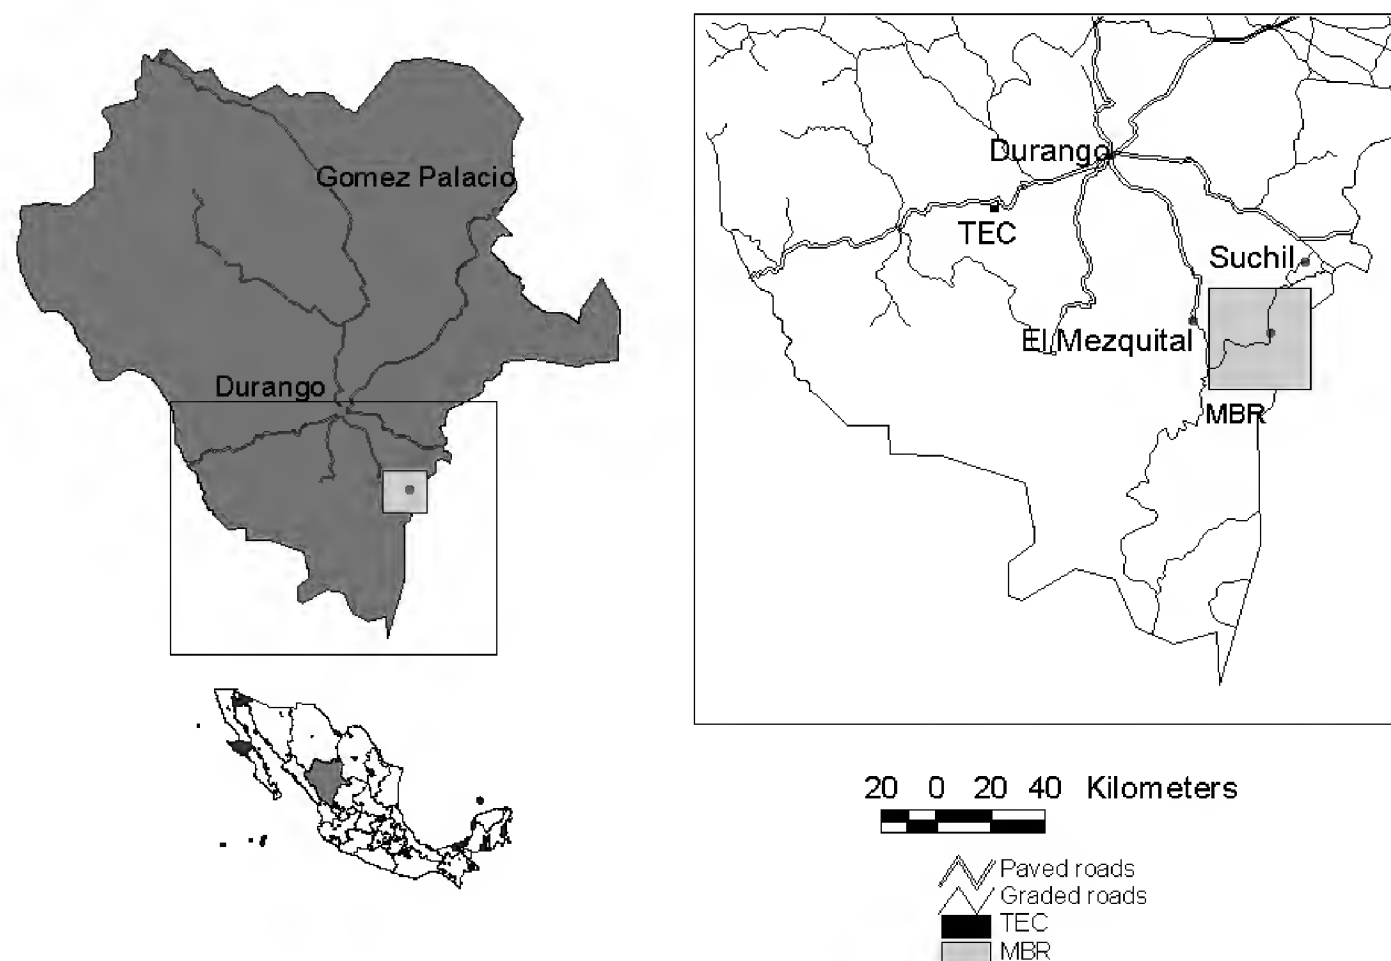 Gomez Palacio
Durango
Durango
TEC
Suchil
El Mezquital
MBR
20 0 20 40 Kilometers
Paved roads
Graded roads
TEC
MBR